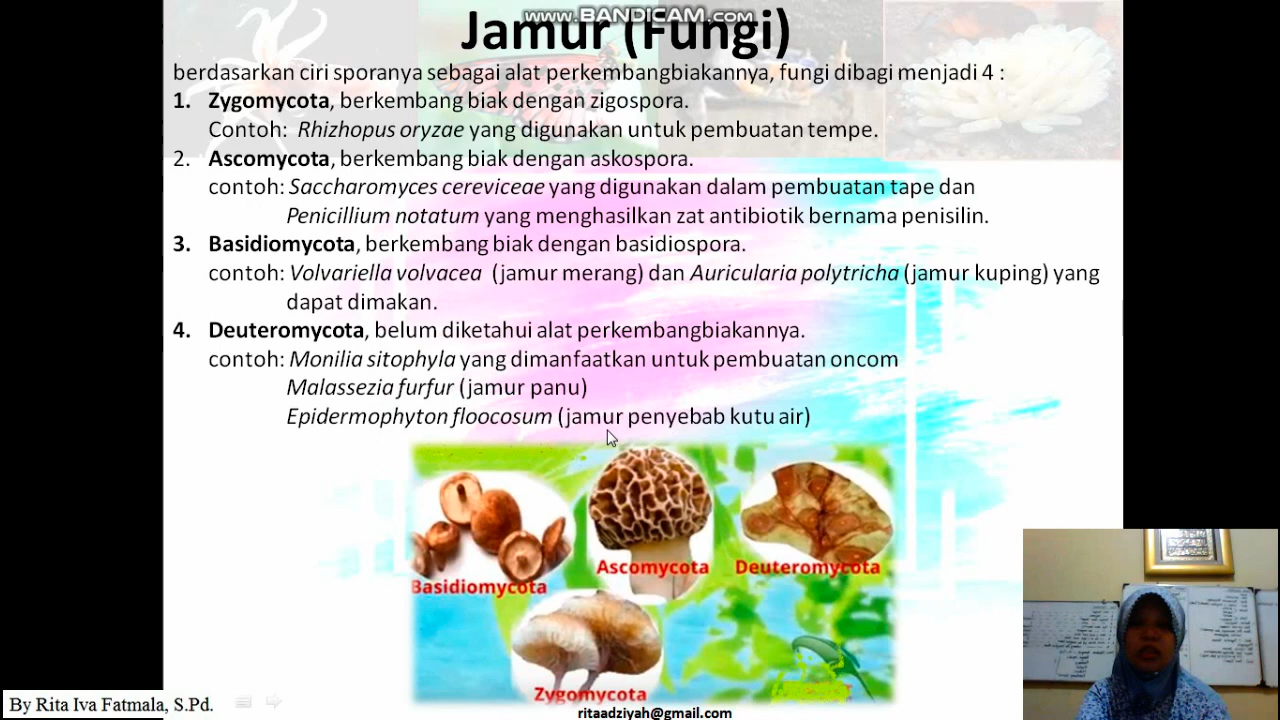 www.BANDICAM.com
Jamur (Fungi)
berdasarkan ciri sporanya sebagai alat perkembangbiakannya, fungi dibagi menjadi 4 :
1. Zygomycota, berkembang biak dengan zigospora.
Contoh: Rhizhopus oryzae yang digunakan untuk pembuatan tempe.
2. Ascomycota, berkembang biak dengan askospora.
contoh: Saccharomyces cereviceae yang digunakan dalam pembuatan tape dan
Penicillium notatum yang menghasilkan zat antibiotik bernama penisilin.
3. Basidiomycota, berkembang biak dengan basidiospora.
contoh: Volvariella volvacea (jamur merang) dan Auricularia polytricha (jamur kuping) yang
dapat dimakan.
4. Deuteromycota, belum diketahui alat perkembangbiakannya.
contoh: Monilia sitophyla yang dimanfaatkan untuk pembuatan oncom
Malassezia furfur (jamur panu)
Epidermophyton floocosum (jamur penyebab kutu air)
Basidiomycota
Ascomycota
Deuteromycota
Zygomycota
By Rita Iva Fatmala, S.Pd.
ritaadziyah@gmail.com